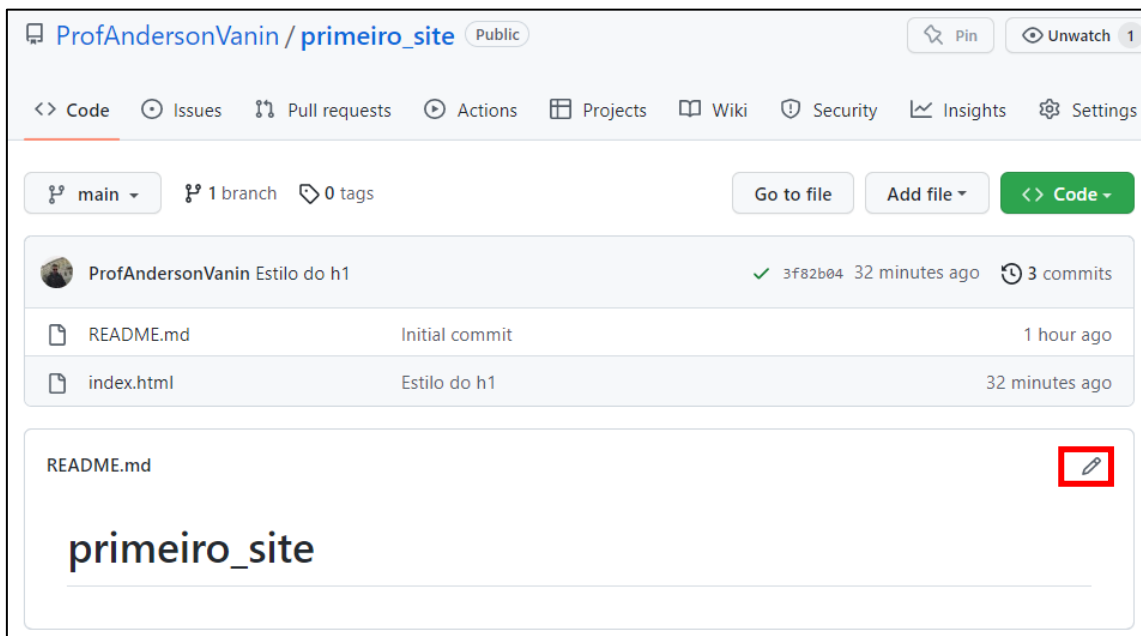 ProfAndersonVanin / primeiro_site Public Pin Unwatch 1
Code Issues Pull requests Actions Projects Wiki Security Insights Settings
main 1 branch 0 tags Go to file Add file <> Code
ProfAndersonVanin Estilo do h1 3f82b04 32 minutes ago 3 commits
README.md Initial commit 1 hour ago
index.html Estilo do h1 32 minutes ago
README.md
primeiro_site